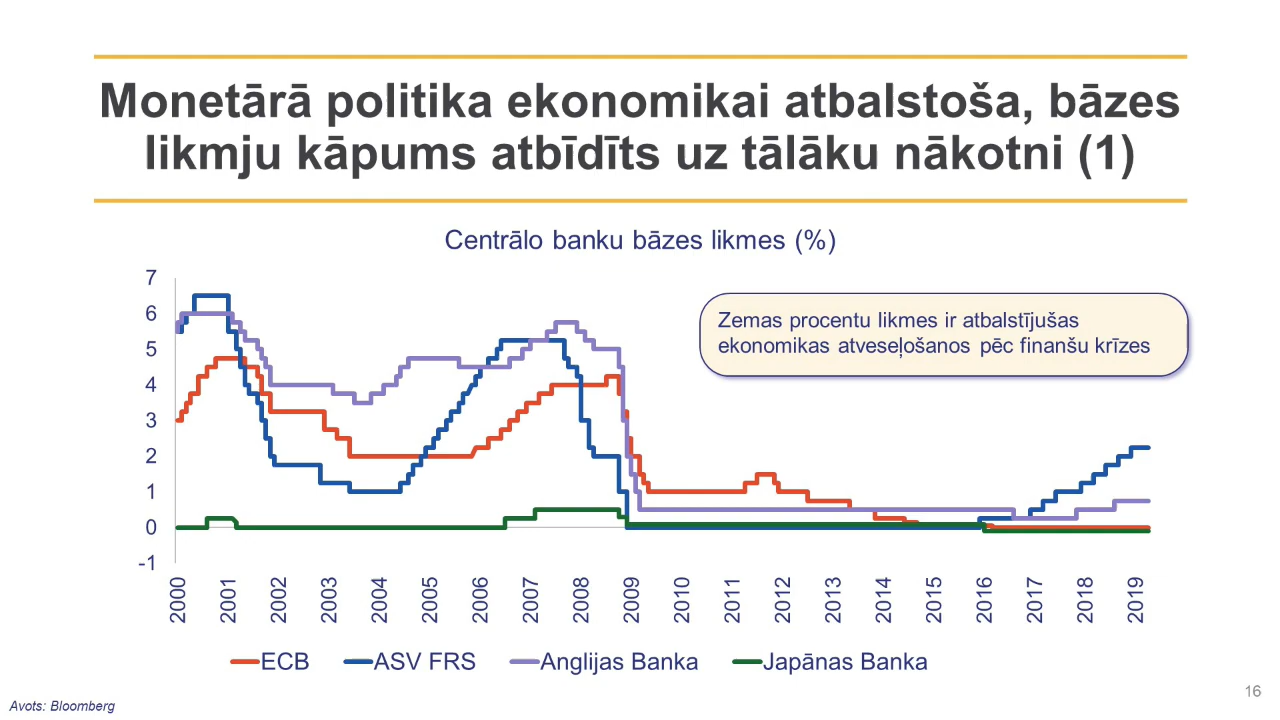 Monetārā politika ekonomikai atbalstoša, bāzes
likmju kāpums atbīdīts uz tālāku nākotni (1)
Centrālo banku bāzes likmes (%)
Zemas procentu likmes ir atbalstījušas
ekonomikas atveseļošanos pēc finanšu krīzes
7
6
5
4
3
2
1
0
-1
2000 2001 2002 2003 2004 2005 2006 2007 2008 2009 2010 2011 2012 2013 2014 2015 2016 2017 2018 2019
ECB ASV FRS Anglijas Banka Japānas Banka
16
Avots: Bloomberg